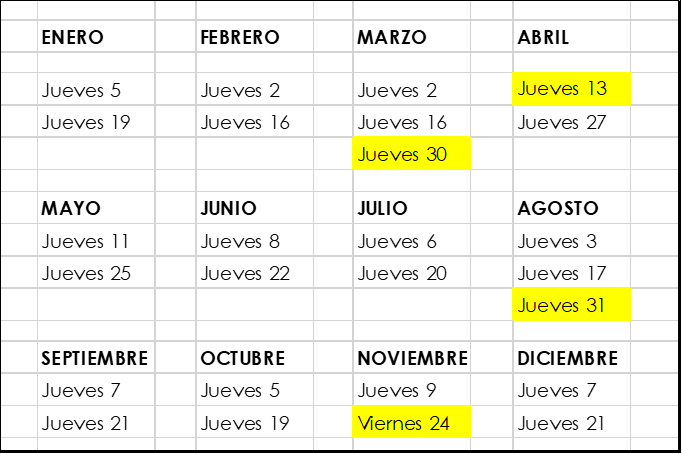 ENERO FEBRERO MARZO ABRIL
Jueves 5 Jueves 2 Jueves 2 Jueves 13
Jueves 19 Jueves 16 Jueves 16 Jueves 27
Jueves 30
MAYO JUNIO JULIO AGOSTO
Jueves 11 Jueves 8 Jueves 6 Jueves 3
Jueves 25 Jueves 22 Jueves 20 Jueves 17
Jueves 31
SEPTIEMBRE OCTUBRE NOVIEMBRE DICIEMBRE
Jueves 7 Jueves 5 Jueves 9 Jueves 7
Jueves 21 Jueves 19 Viernes 24 Jueves 21